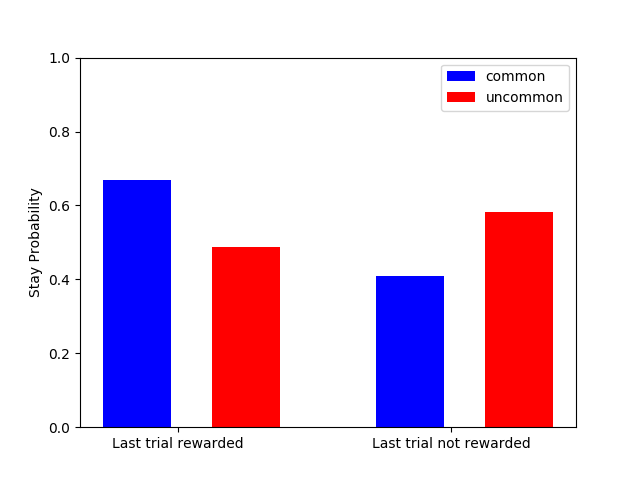 1.0
0.8
0.6
0.4
0.2
0.0
Stay Probability
common
uncommon
Last trial rewarded
Last trial not rewarded